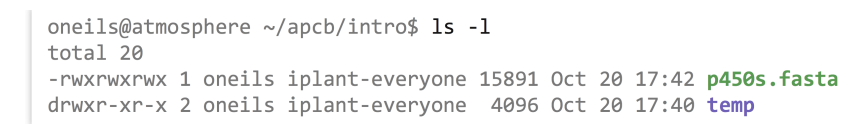 oneils@atmosphere ~/apcb/intro$ ls -l
total 20
-rwxrwxrwx 1 oneils iplant-everyone 15891 Oct 20 17:42 p450s.fasta
drwxr-xr-x 2 oneils iplant-everyone  4096 Oct 20 17:40 temp